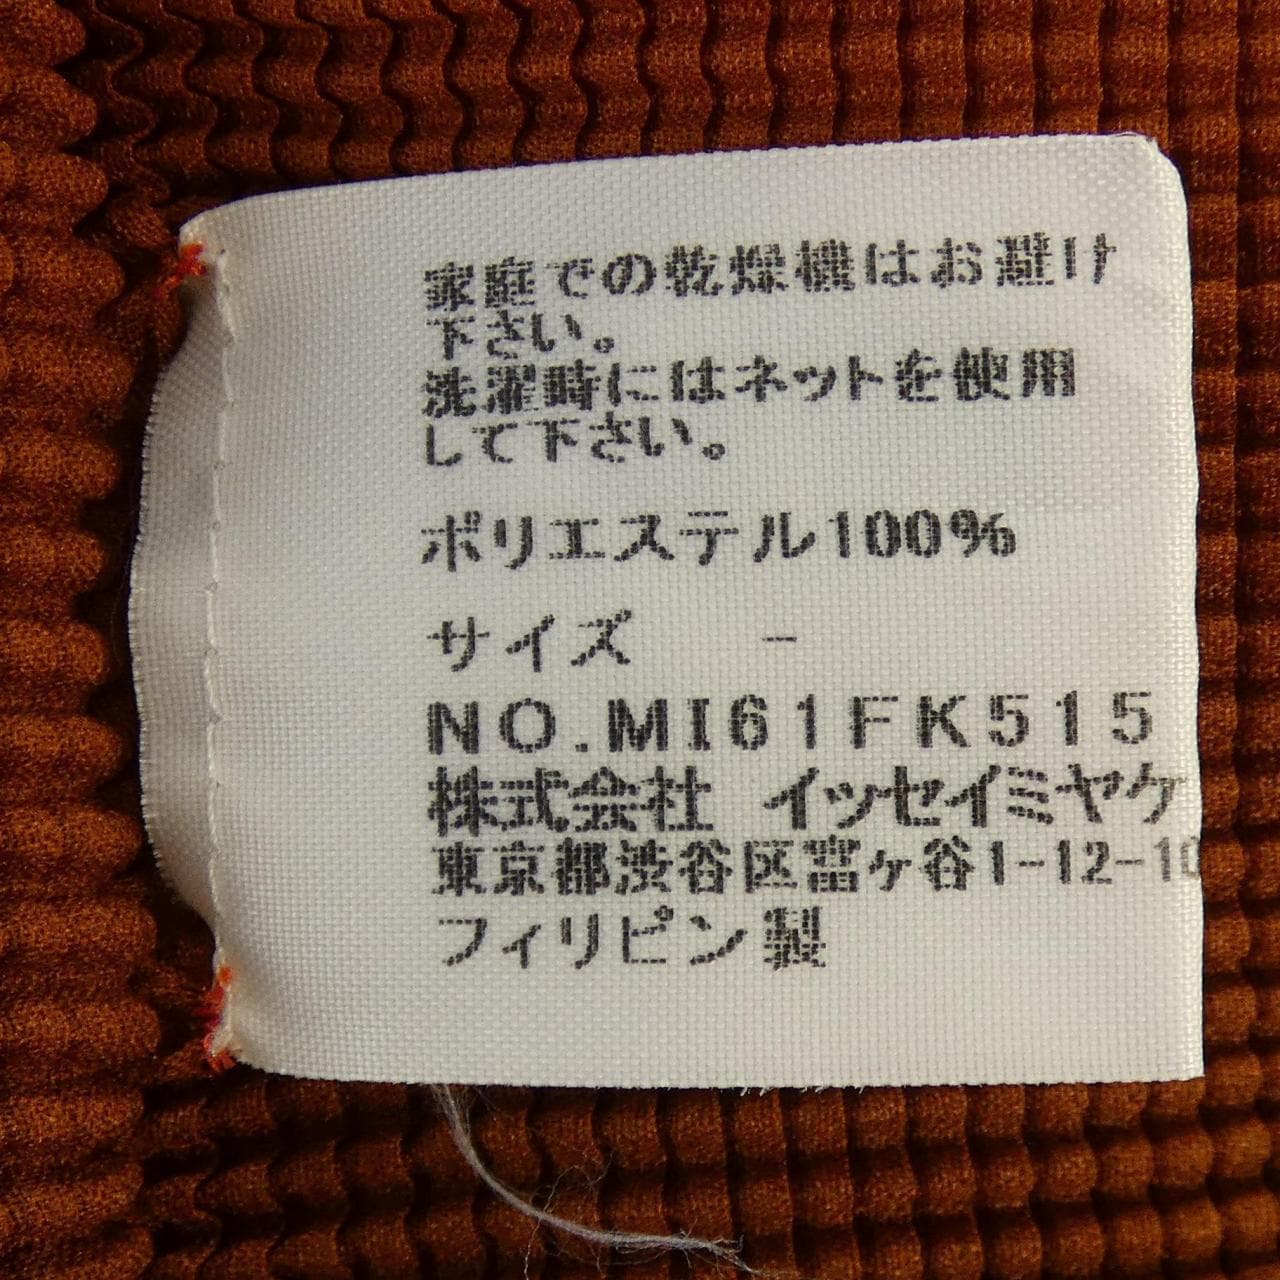 家庭での乾燥機はお避け
下さい。
洗濯時にはネットを使用
して下さい。
ポリエステル100%
サイズ -
NO.MI61FK515
株式会社 イッセイミヤケ
東京都渋谷区富ヶ谷1-12-10
フィリピン製